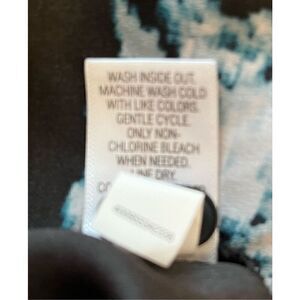 WASH INSIDE OUT.
MACHINE WASH COLD
WITH LIKE COLORS.
GENTLE CYCLE.
ONLY NON-
CHLORINE BLEACH
WHEN NEEDED.
LINE DRY.